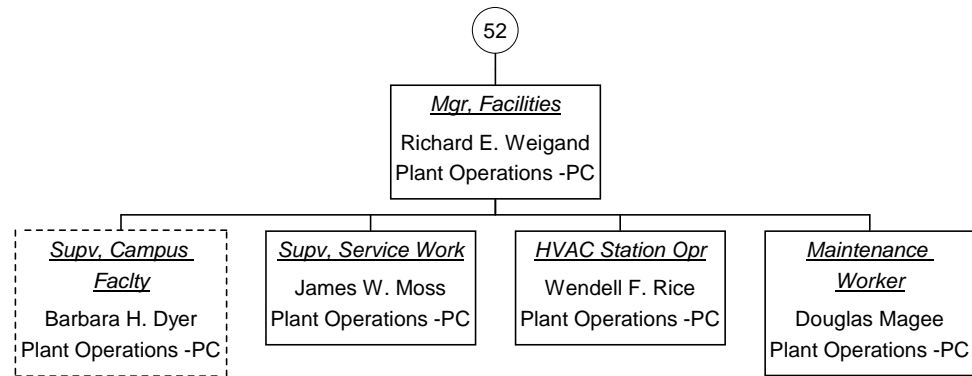 52
Mgr, Facilities
Richard E. Weigand
Plant Operations -PC
Supv, Campus
Faclty
Barbara H. Dyer
Plant Operations -PC
Supv, Service Work
James W. Moss
Plant Operations -PC
HVAC Station Opr
Wendell F. Rice
Plant Operations -PC
Maintenance
Worker
Douglas Magee
Plant Operations -PC